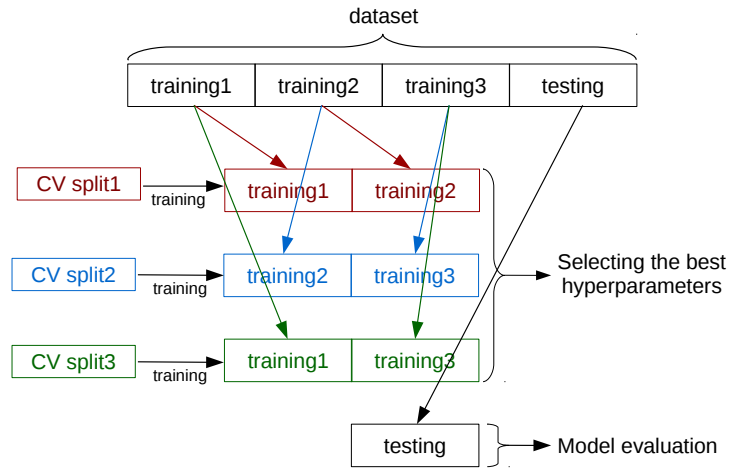 dataset
training1 training2 training3 testing
CV split1 training training1 training2
CV split2 training training2 training3
Selecting the best
hyperparameters
CV split3 training training1 training3
testing Model evaluation